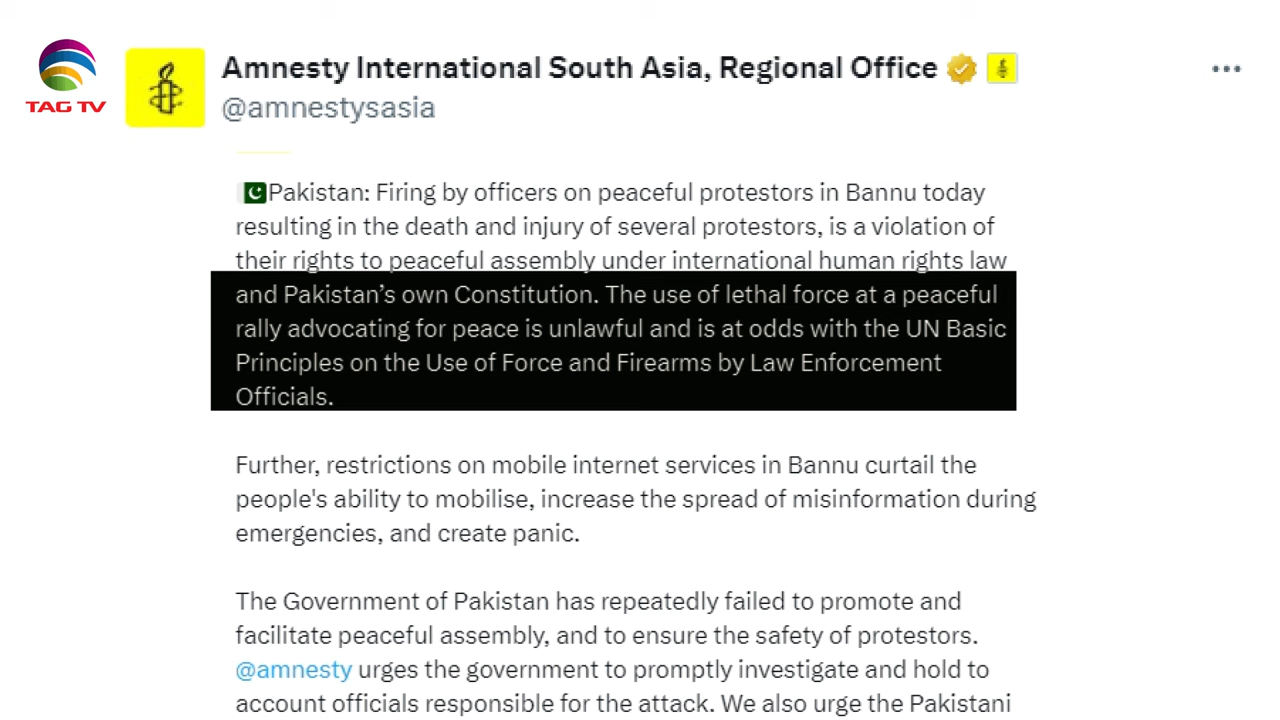 TAG TV
Amnesty International South Asia, Regional Office
@amnestysasia
Pakistan: Firing by officers on peaceful protestors in Bannu today
resulting in the death and injury of several protestors, is a violation of
their rights to peaceful assembly under international human rights law
and Pakistan’s own Constitution. The use of lethal force at a peaceful
rally advocating for peace is unlawful and is at odds with the UN Basic
Principles on the Use of Force and Firearms by Law Enforcement
Officials.
Further, restrictions on mobile internet services in Bannu curtail the
people's ability to mobilise, increase the spread of misinformation during
emergencies, and create panic.
The Government of Pakistan has repeatedly failed to promote and
facilitate peaceful assembly, and to ensure the safety of protestors.
@amnesty urges the government to promptly investigate and hold to
account officials responsible for the attack. We also urge the Pakistani